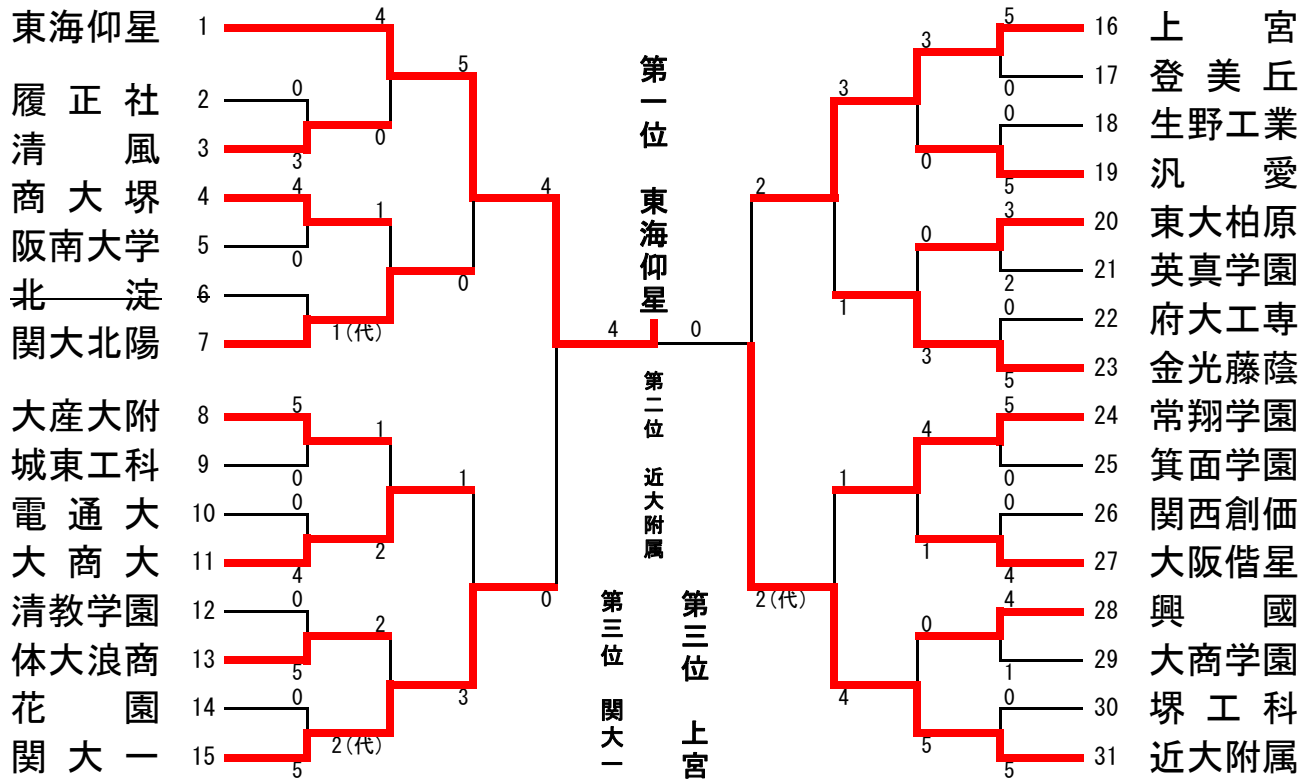 東海仰星 1
履正社 2
清風 3
商大堺 4
阪南大学 5
北淀 6
関大北陽 7
大産大附 8
城東工科 9
電通大 10
大商大 11
清教学園 12
体大浪商 13
花園 14
関大一 15
4
0
3
0
4
0
1
1(代)
5
0
4
5
0
1
0
4
2
1
0
5
2
0
5
2(代)
3
0
4
0
第一位 東海仰星
第二位 近大附属
第三位 関大一
第三位 上宮
2
2(代)
3
1
1
4
3
0
0
3
4
1
0
5
5
0
0
5
3
2
0
5
5
0
0
4
4
1
0
5
16 上宮
17 登美丘
18 生野工業
19 汎愛
20 東大柏原
21 英真学園
22 府大工専
23 金光藤蔭
24 常翔学園
25 箕面学園
26 関西創価
27 大阪偕星
28 興國
29 大商学園
30 堺工科
31 近大附属